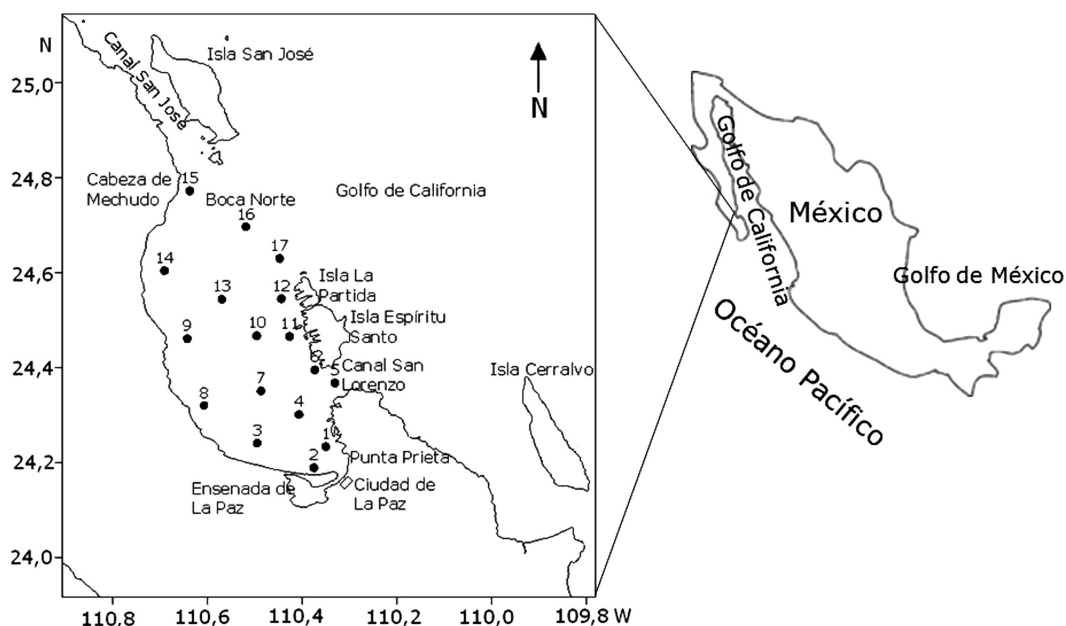 N
Canal San José
Isla San José
N
25,0
24,8
24,6
24,4
24,2
24,0
Cabeza de
Mechudo
15
Boca Norte
16
Golfo de California
17
14
13
12
Isla La
Partida
Isla Espíritu
Santo
9
10
11
6
5
Canal San
Lorenzo
Isla Cerralvo
8
7
4
3
1
2
Punta Prieta
Ensenada de
La Paz
Ciudad de
La Paz
110,8
110,6
110,4
110,2
110,0
109,8 W
Golfo de California
México
Golfo de México
Océano Pacífico